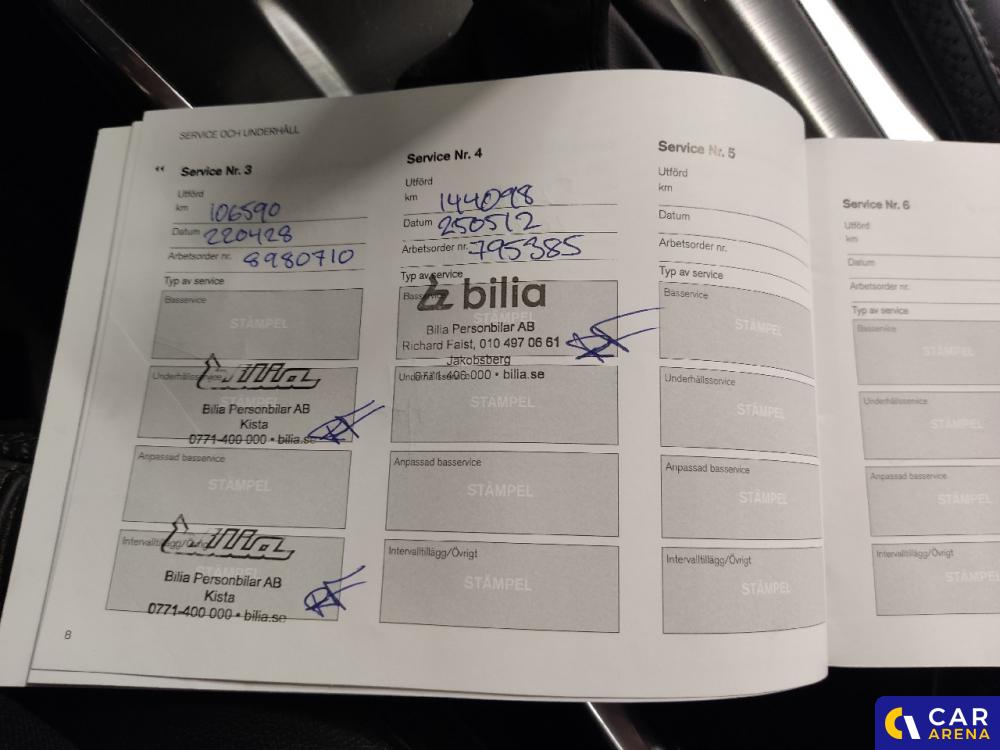 SERVICE OCH UNDERHÅLL
Service Nr. 3
Utförd
km 106590
Datum 220428
Arbetsorder nr. 8980710
Typ av service
Basservice
STÄMPEL
Underhållsservice
bilia
Bilia Personbilar AB
Kista
0771-400 000 • bilia.se
Anpassad basservice
STÄMPEL
Intervalltillägg/Övrigt
STÄMPEL
bilia
Bilia Personbilar AB
Kista
0771-400 000 • bilia.se
8
Service Nr. 4
Utförd
km 144098
Datum 250512
Arbetsorder nr. 795385
Typ av service
Basservice
STÄMPEL
bilia
Bilia Personbilar AB
Richard Faist, 010 497 06 61
Jakobsberg
0771-400 000 • bilia.se
Underhållsservice
STÄMPEL
Anpassad basservice
STÄMPEL
Intervalltillägg/Övrigt
STÄMPEL
Service Nr. 5
Utförd
km
Datum
Arbetsorder nr.
Typ av service
Basservice
STÄMPEL
Underhållsservice
STÄMPEL
Anpassad basservice
STÄMPEL
Intervalltillägg/Övrigt
STÄMPEL
Service Nr. 6
Utförd
km
Datum
Arbetsorder nr.
Typ av service
Basservice
STÄMPEL
Underhållsservice
STÄMPEL
Anpassad basservice
STÄMPEL
Intervalltillägg/Övrigt
STÄMPEL
CAR
ARENA